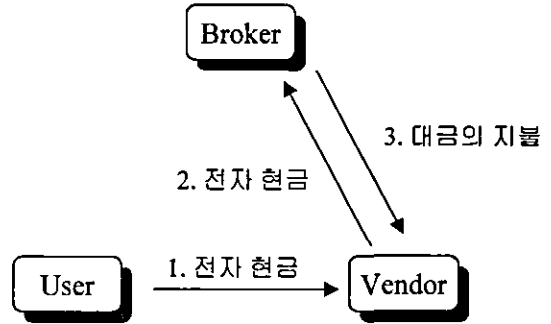 Broker
3. 대금의 지불
2. 전자 현금
1. 전자 현금
User
Vendor